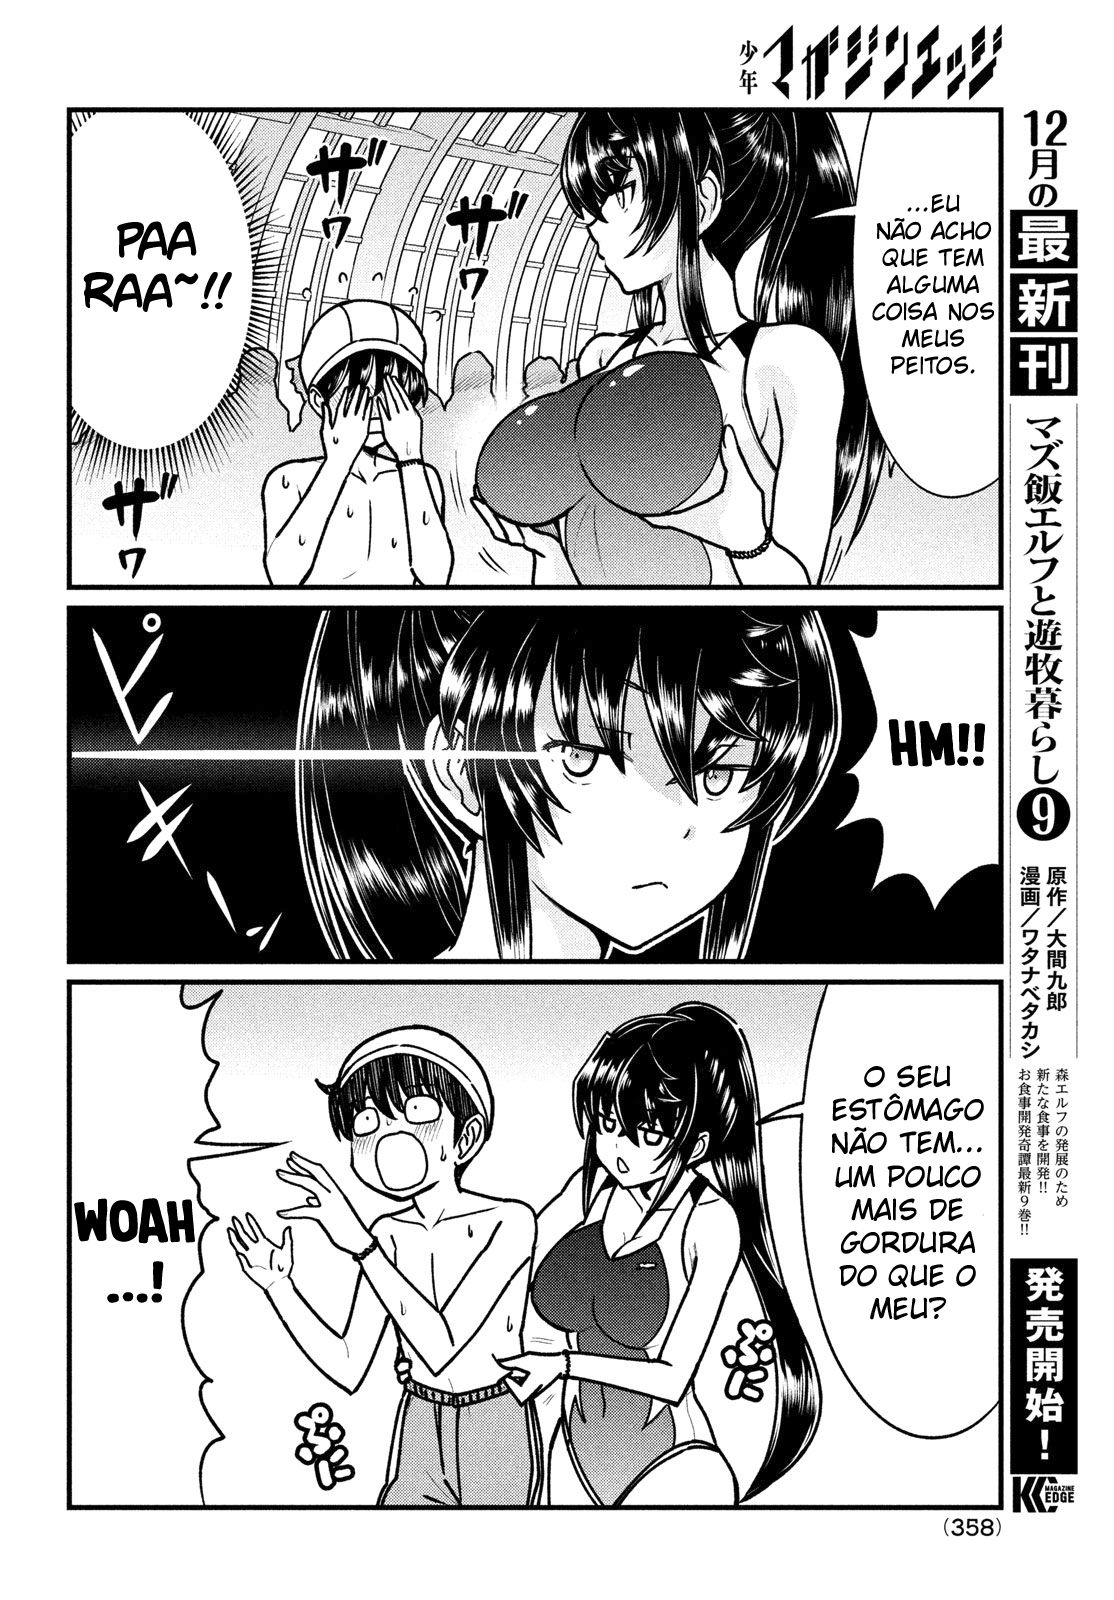 少年マガジンエッジ
...EU
NÃO ACHO
QUE TEM
ALGUMA
COISA NOS
MEUS
PEITOS.
ザワ
ザワ
ザワ
PAA
RAA~!!
HM!!
ピ
O SEU
ESTÔMAGO
NÃO TEM...
UM POUCO
MAIS DE
GORDURA
DO QUE O
MEU?
WOAH
...!
ぷに
ぷに
12月の最新刊
マズ飯エルフと遊牧暮らし9
原作/大間九郎
漫画/ワタナベタカシ
森エルフの発展のため
新たな食事を開発!!
お食事開発奇譚最新9巻!!
発売開始!
KC MAGAZINE
EDGE
(358)